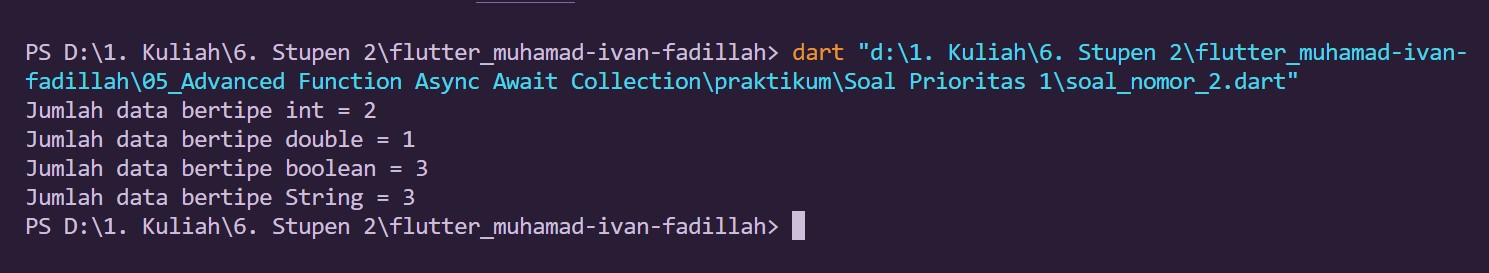 PS D:\1. Kuliah\6. Stupen 2\flutter_muhamad-ivan-fadillah> dart "d:\1. Kuliah\6. Stupen 2\flutter_muhamad-ivan-
fadillah\05_Advanced Function Async Await Collection\praktikum\Soal Prioritas 1\soal_nomor_2.dart"
Jumlah data bertipe int = 2
Jumlah data bertipe double = 1
Jumlah data bertipe boolean = 3
Jumlah data bertipe String = 3
PS D:\1. Kuliah\6. Stupen 2\flutter_muhamad-ivan-fadillah>